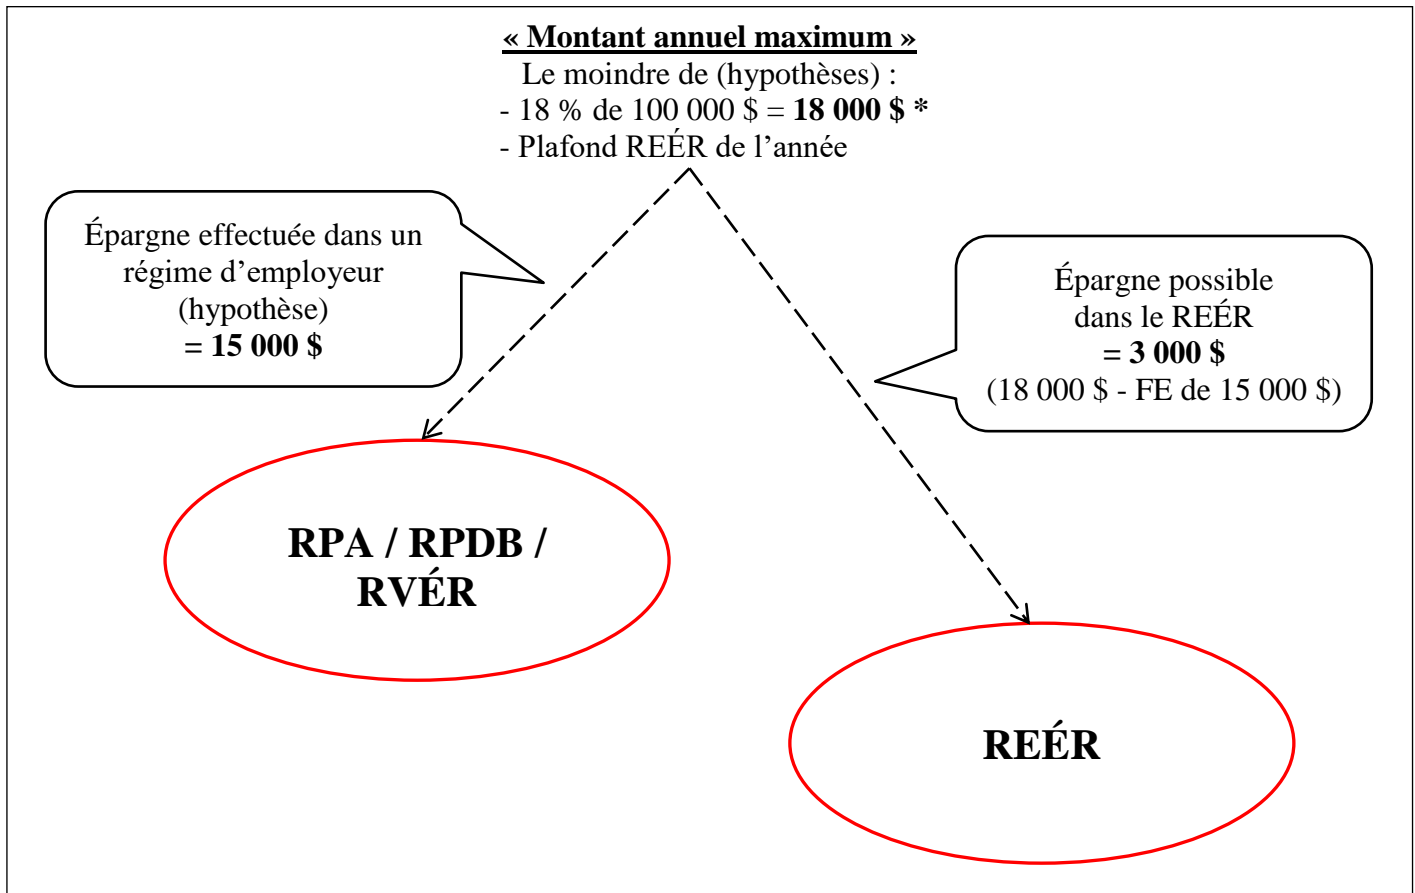 « Montant annuel maximum »
Le moindre de (hypothèses) :
- 18 % de 100 000 $ = 18 000 $ *
- Plafond REÉR de l’année
Épargne effectuée dans un
régime d’employeur
(hypothèse)
= 15 000 $
Épargne possible
dans le REÉR
= 3 000 $
(18 000 $ - FE de 15 000 $)
RPA / RPDB /
RVÉR
REÉR